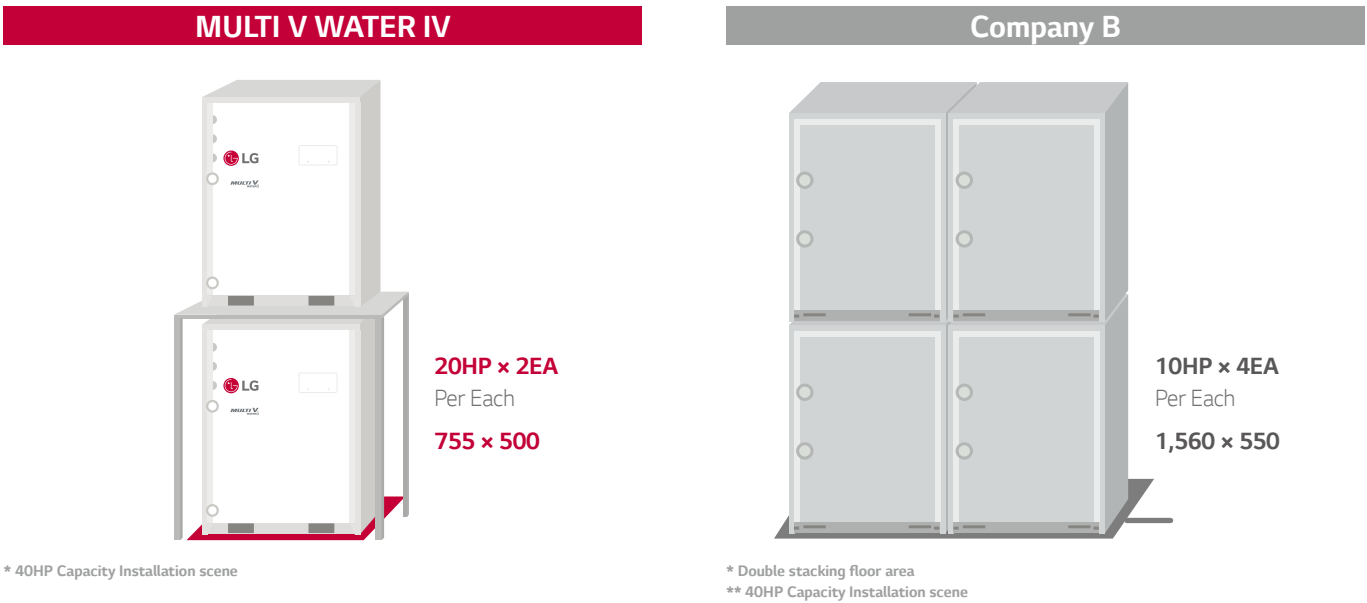 MULTI V WATER IV
LG
MULTI V
LG
MULTI V
20HP × 2EA
Per Each
755 × 500
* 40HP Capacity Installation scene
Company B
10HP × 4EA
Per Each
1,560 × 550
* Double stacking floor area
** 40HP Capacity Installation scene